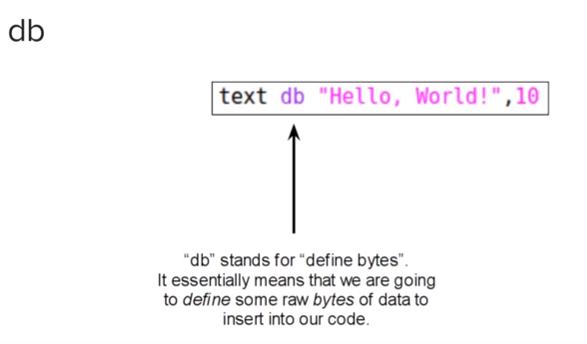 db
text db "Hello, World!",10
“db” stands for “define bytes”.
It essentially means that we are going
to define some raw bytes of data to
insert into our code.